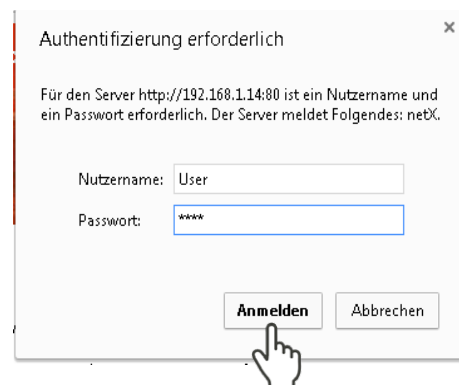 Authentifizierung erforderlich
Für den Server http://192.168.1.14:80 ist ein Nutzername und
ein Passwort erforderlich. Der Server meldet Folgendes: netX.
Nutzername: User
Passwort: ****
Anmelden Abbrechen